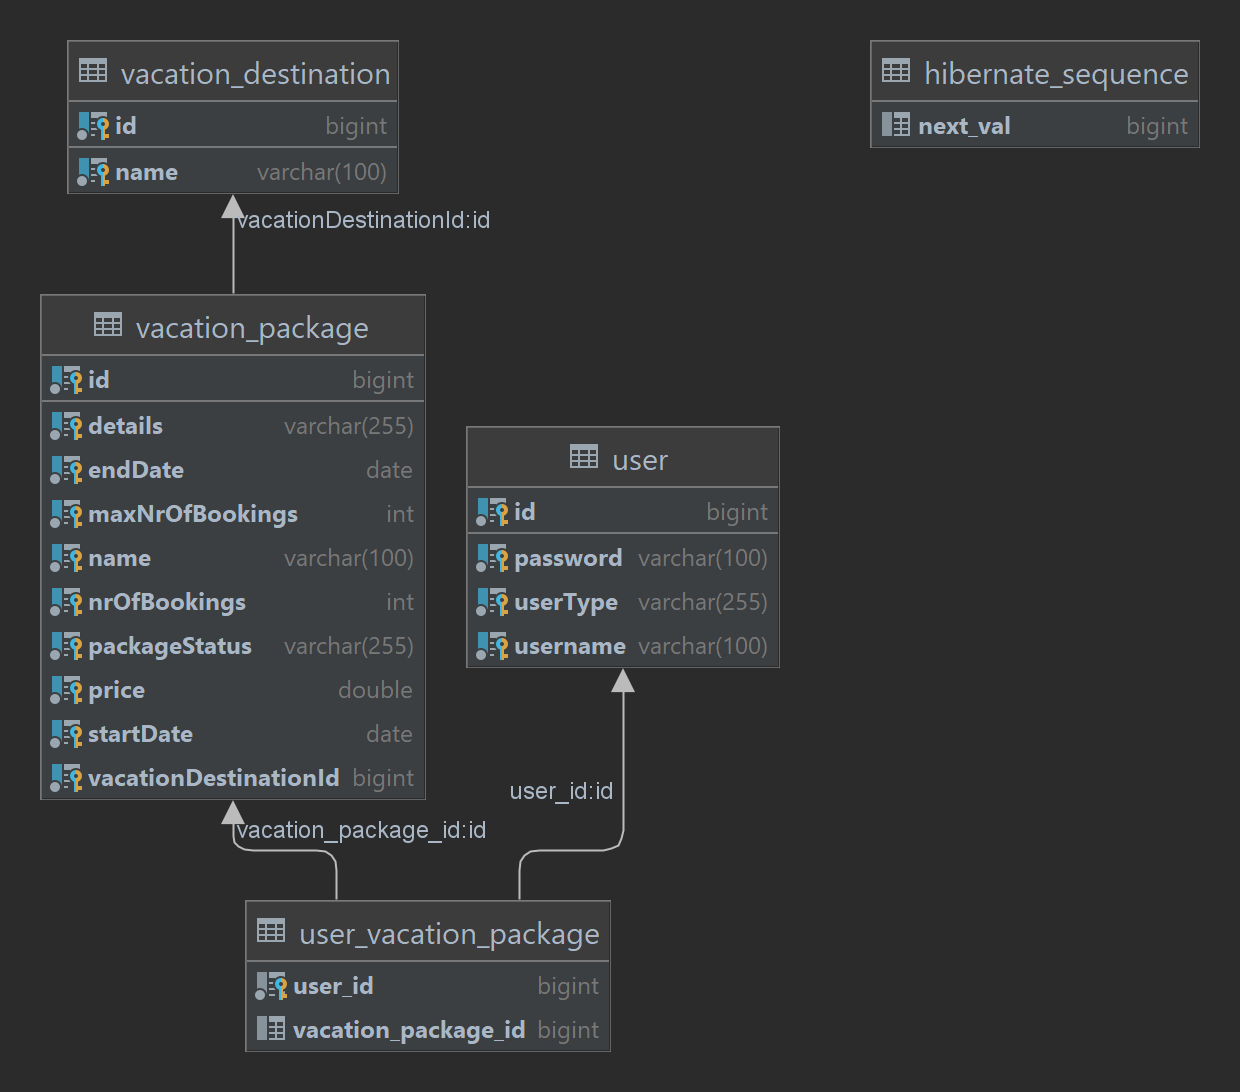 vacation_destination
id bigint
name varchar(100)
hibernate_sequence
next_val bigint
vacationDestinationId:id
vacation_package
id bigint
details varchar(255)
endDate date
maxNrOfBookings int
name varchar(100)
nrOfBookings int
packageStatus varchar(255)
price double
startDate date
vacationDestinationId bigint
user
id bigint
password varchar(100)
userType varchar(255)
username varchar(100)
user_id:id
vacation_package_id:id
user_vacation_package
user_id bigint
vacation_package_id bigint